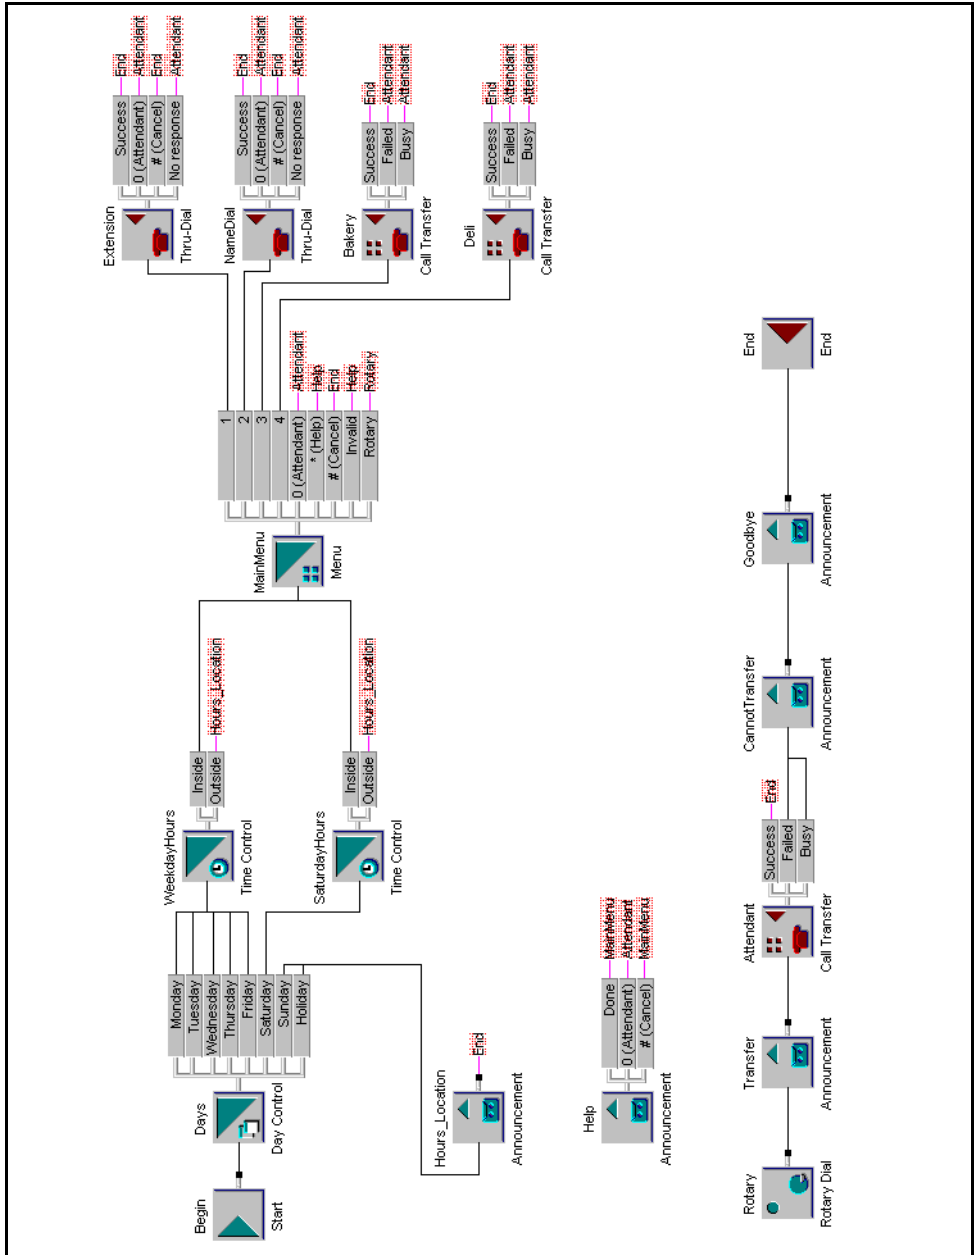 Begin
Start
Days
Day Control
Monday
Tuesday
Wednesday
Thursday
Friday
Saturday
Sunday
Holiday
WeekdayHours
Time Control
Inside
Outside
Hours_Location
SaturdayHours
Time Control
Inside
Outside
Hours_Location
MainMenu
Menu
1
2
3
4
0 (Attendant)
* (Help)
# (Cancel)
Invalid
Rotary
Attendant
Help
End
Help
Rotary
Extension
Thru-Dial
Success
0 (Attendant)
# (Cancel)
No response
End
Attendant
End
Attendant
NameDial
Thru-Dial
Success
0 (Attendant)
# (Cancel)
No response
End
Attendant
End
Attendant
Bakery
Call Transfer
Success
Failed
Busy
End
Attendant
Attendant
Deli
Call Transfer
Success
Failed
Busy
End
Attendant
Attendant
Hours_Location
Announcement
End
Help
Announcement
Done
0 (Attendant)
# (Cancel)
MainMenu
Attendant
MainMenu
Rotary
Rotary Dial
Transfer
Announcement
Attendant
Call Transfer
Success
Failed
Busy
End
CannotTransfer
Announcement
Goodbye
Announcement
End
End